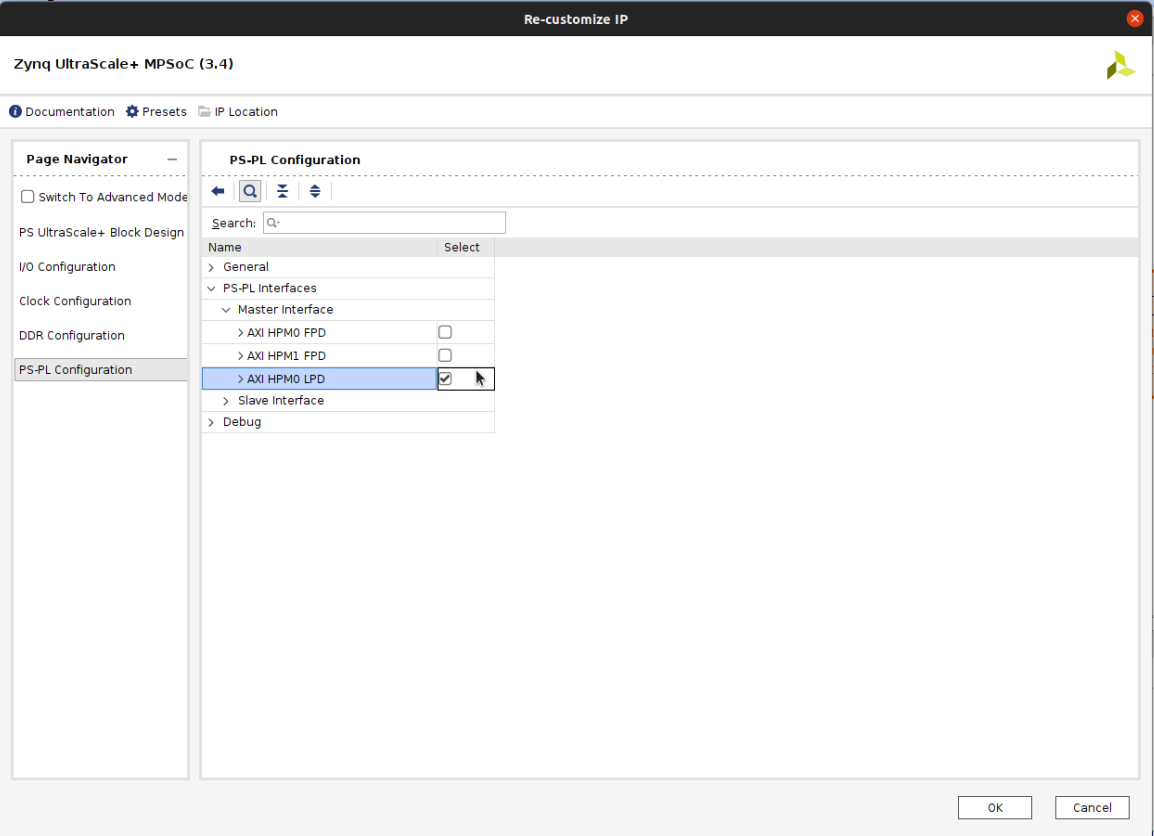 Re-customize IP
Zynq UltraScale+ MPSoC (3.4)
Documentation Presets IP Location
Page Navigator
Switch To Advanced Mode
PS UltraScale+ Block Design
I/O Configuration
Clock Configuration
DDR Configuration
PS-PL Configuration
PS-PL Configuration
Search:
Name Select
General
PS-PL Interfaces
Master Interface
AXI HPM0 FPD
AXI HPM1 FPD
AXI HPM0 LPD
Slave Interface
Debug
OK Cancel